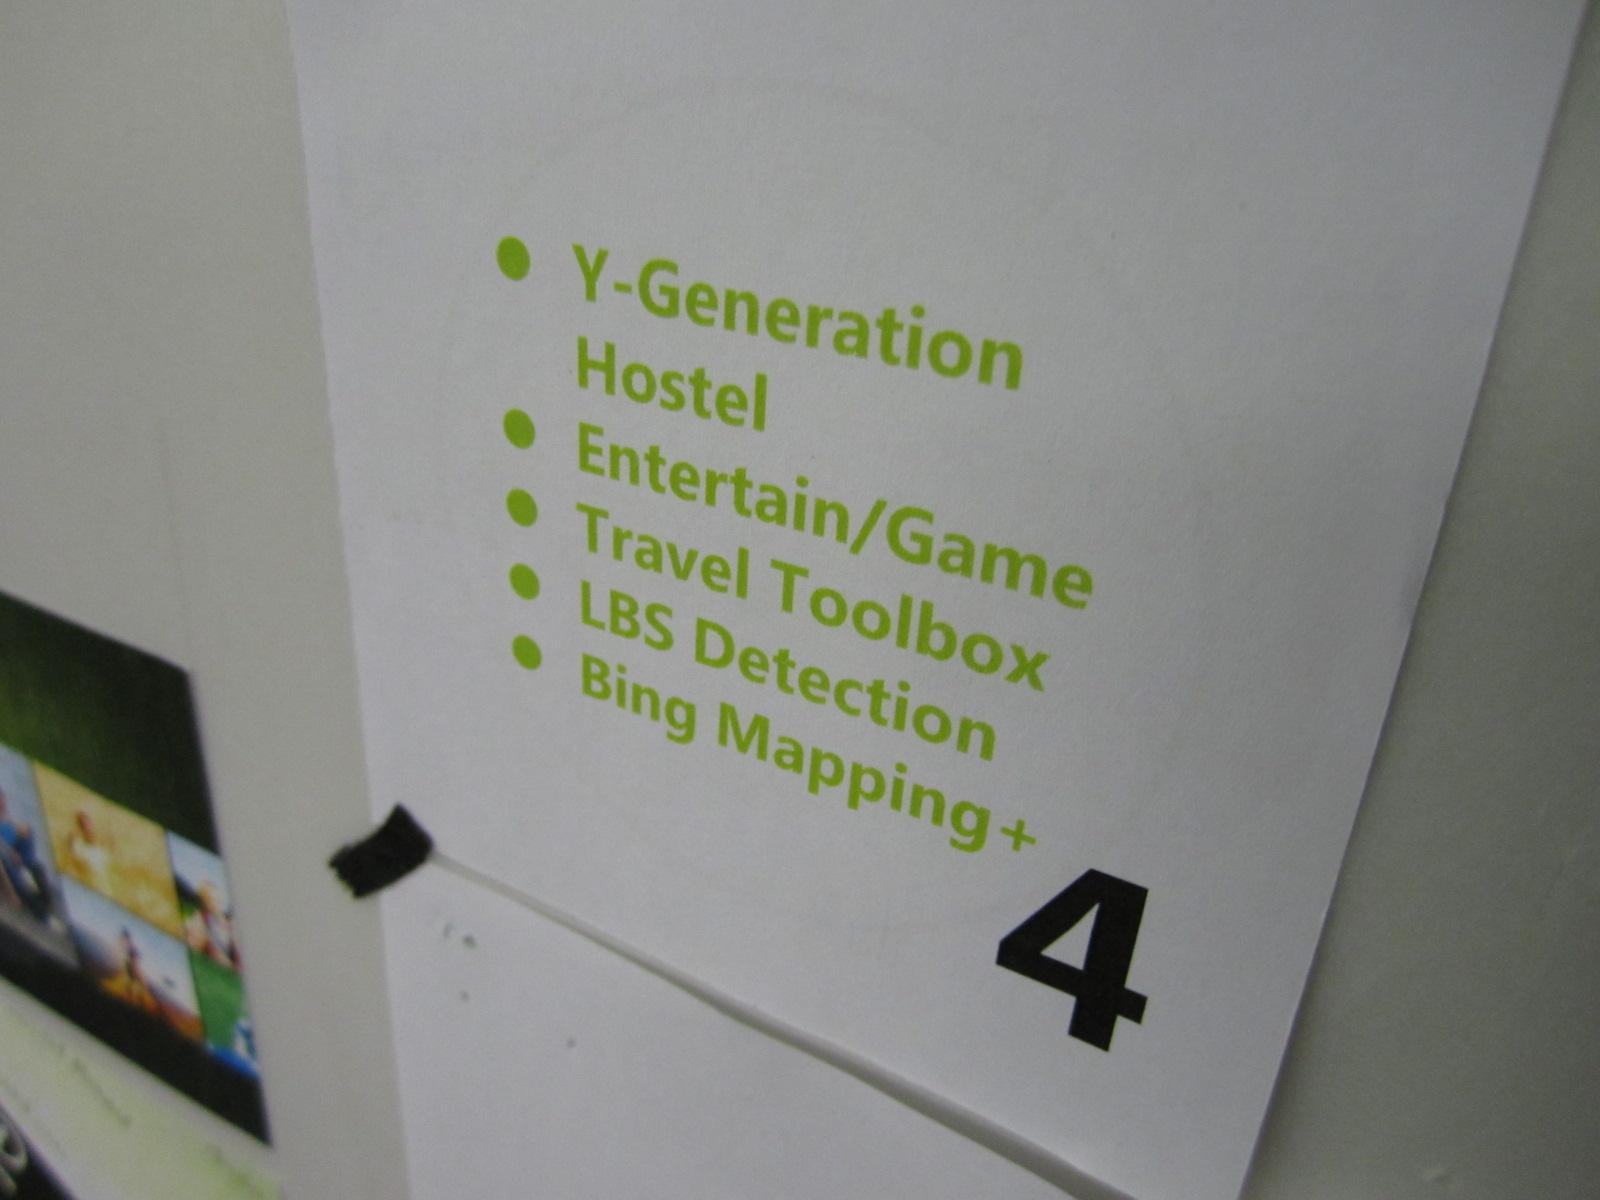 ● Y-Generation
Hostel
● Entertain/Game
● Travel Toolbox
● LBS Detection
● Bing Mapping+
4